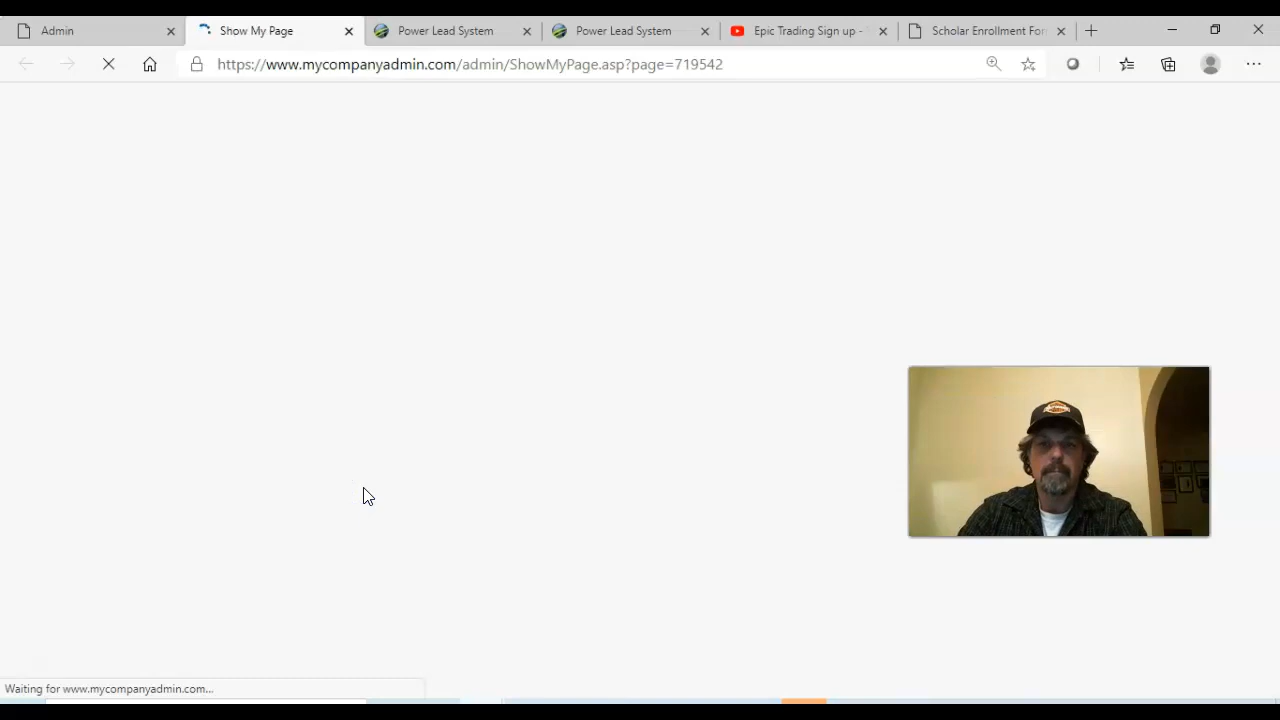 Admin
Show My Page
Power Lead System
Power Lead System
Epic Trading Sign up -
Scholar Enrollment For
https://www.mycompanyadmin.com/admin/ShowMyPage.asp?page=719542
Waiting for www.mycompanyadmin.com...